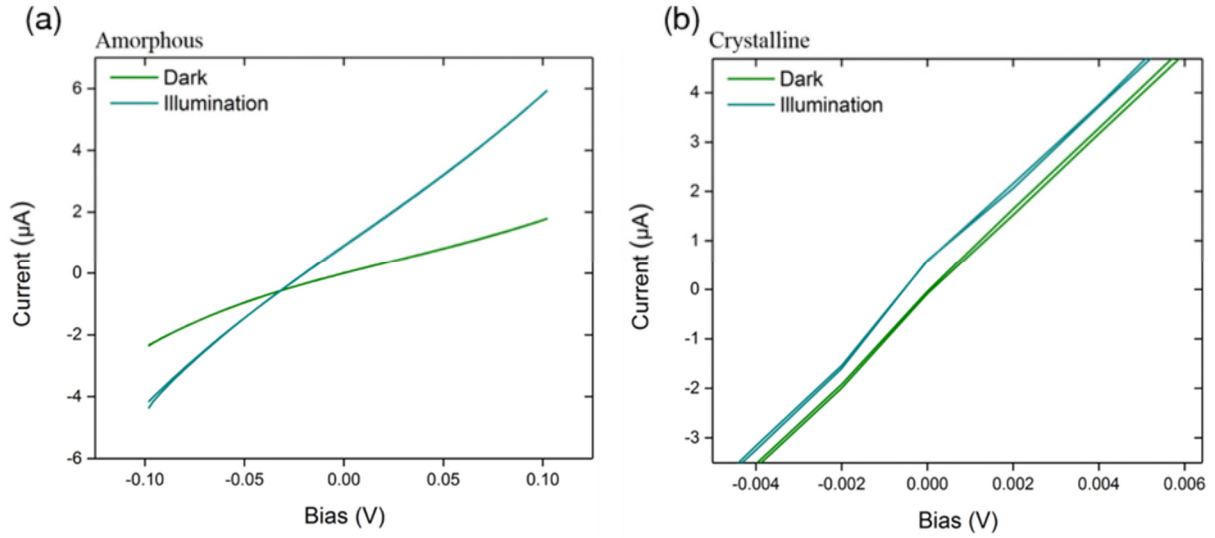 (a)
Amorphous
Dark
Illumination
6
4
2
0
-2
-4
-6
-0.10 -0.05 0.00 0.05 0.10
Current (μA)
Bias (V)
(b)
Crystalline
Dark
Illumination
4
3
2
1
0
-1
-2
-3
-0.004 -0.002 0.000 0.002 0.004 0.006
Current (μA)
Bias (V)